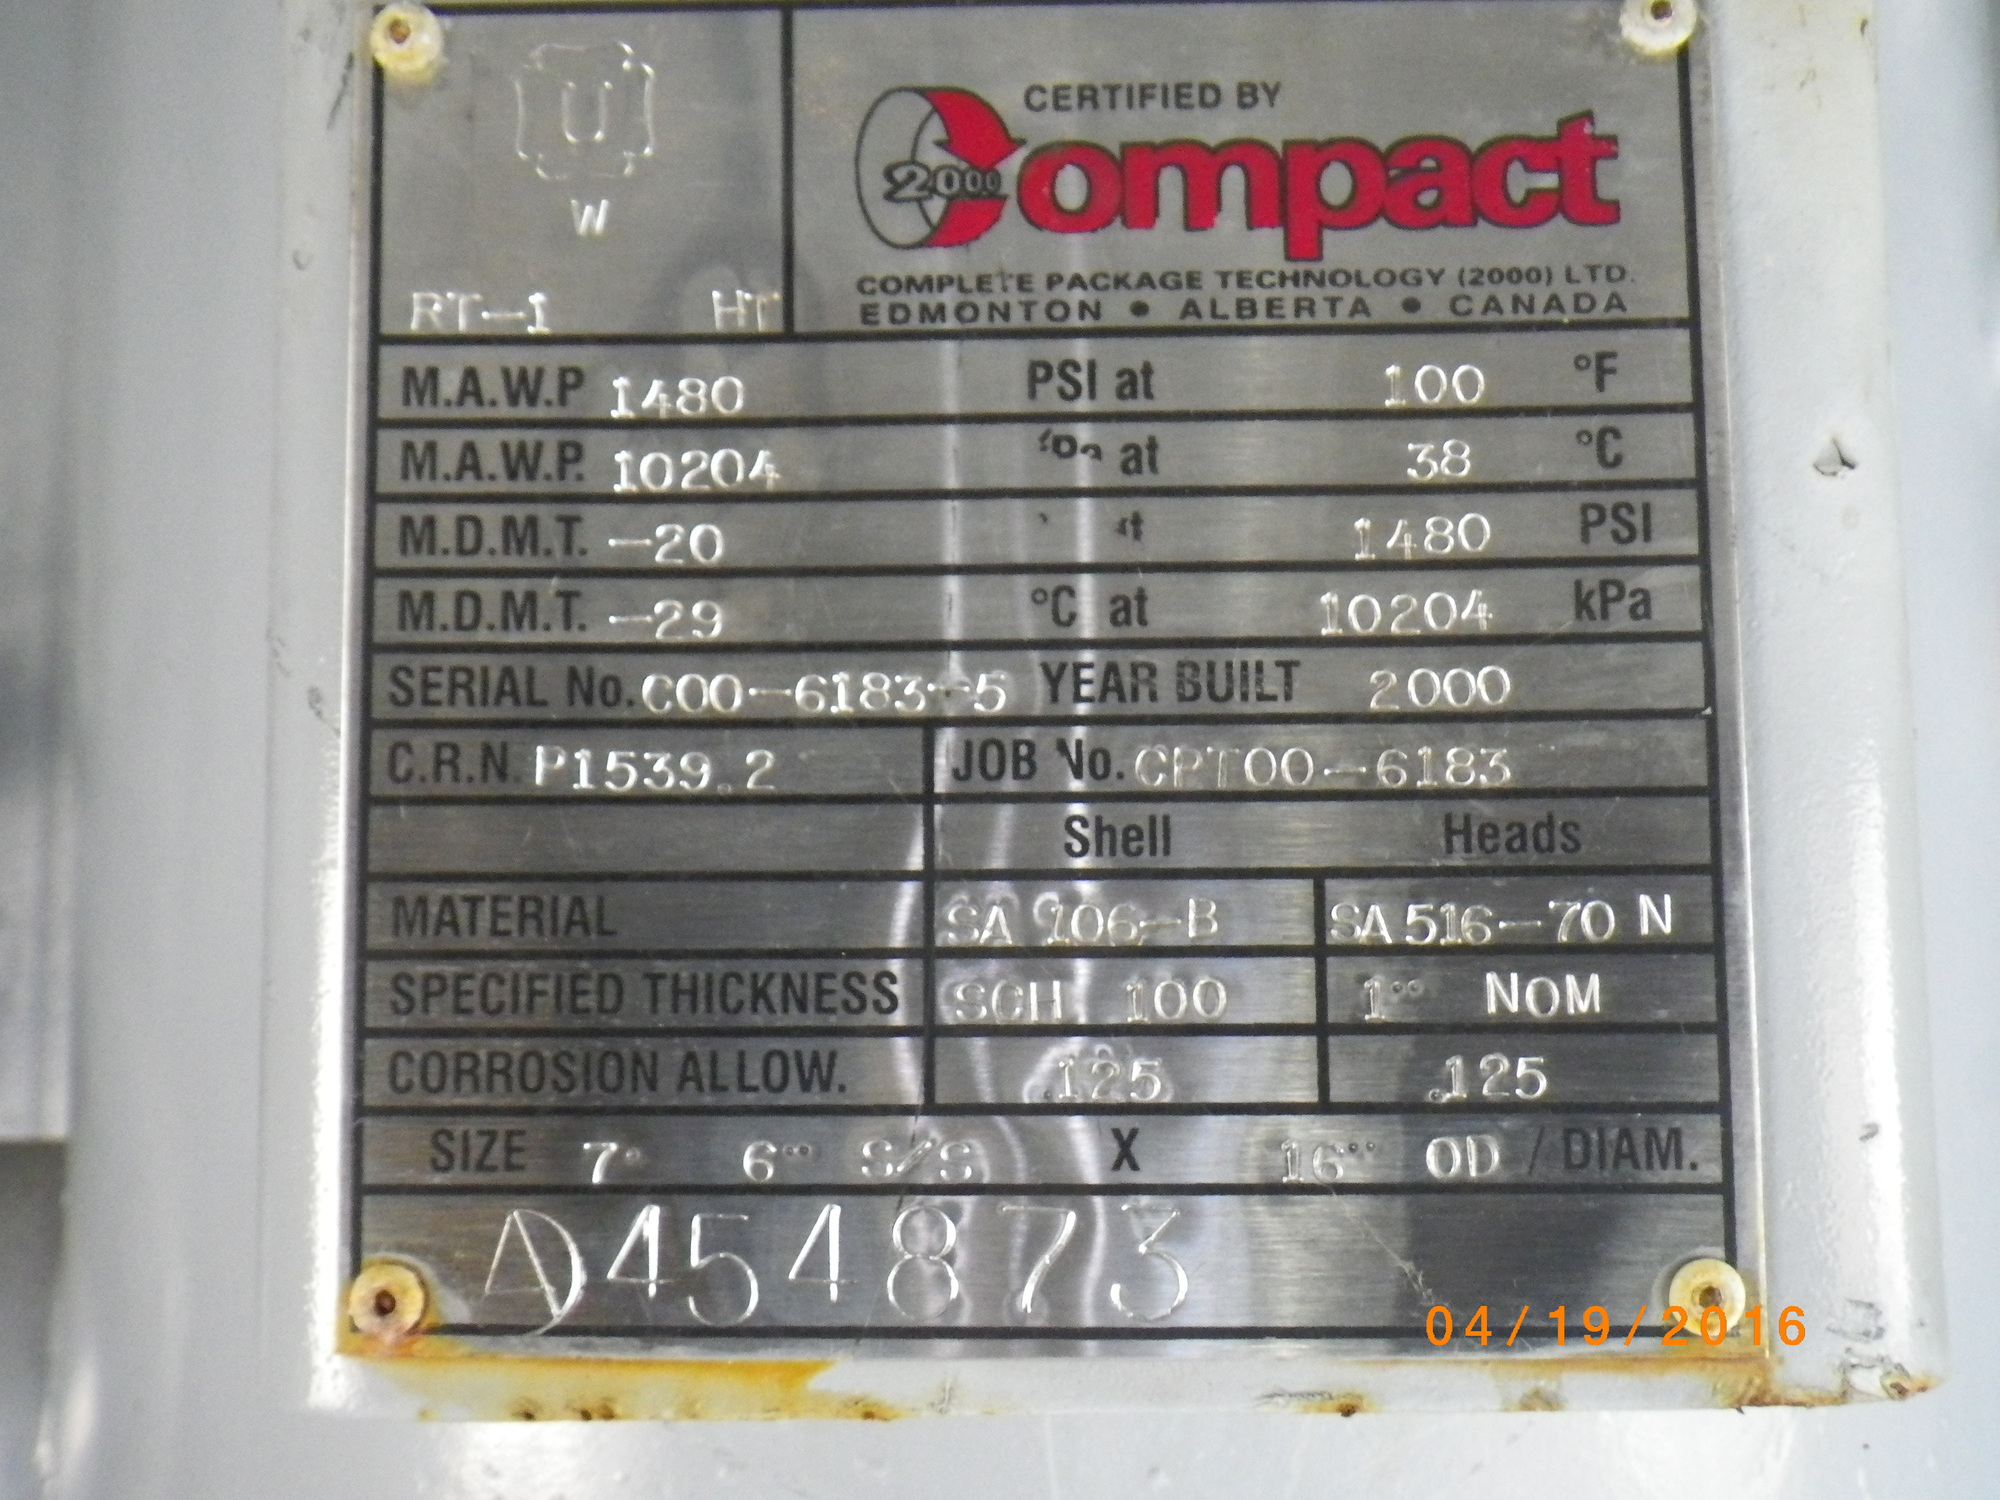 U
W
RT-1 HT
CERTIFIED BY
2000 Compact
COMPLETE PACKAGE TECHNOLOGY (2000) LTD.
EDMONTON • ALBERTA • CANADA
M.A.W.P 1480 PSI at 100 °F
M.A.W.P. 10204 at 38 °C
M.D.M.T. -20 1480 PSI
M.D.M.T. -29 °C at 10204 kPa
SERIAL No. C00-6183-5 YEAR BUILT 2000
C.R.N. P1539.2 JOB No. CPT00-6183
Shell Heads
MATERIAL SA 106-B SA 516-70 N
SPECIFIED THICKNESS SCH 100 1" NOM
CORROSION ALLOW. .125 .125
SIZE 7' 6" S/S X 16" OD / DIAM.
A454873
04/19/2016